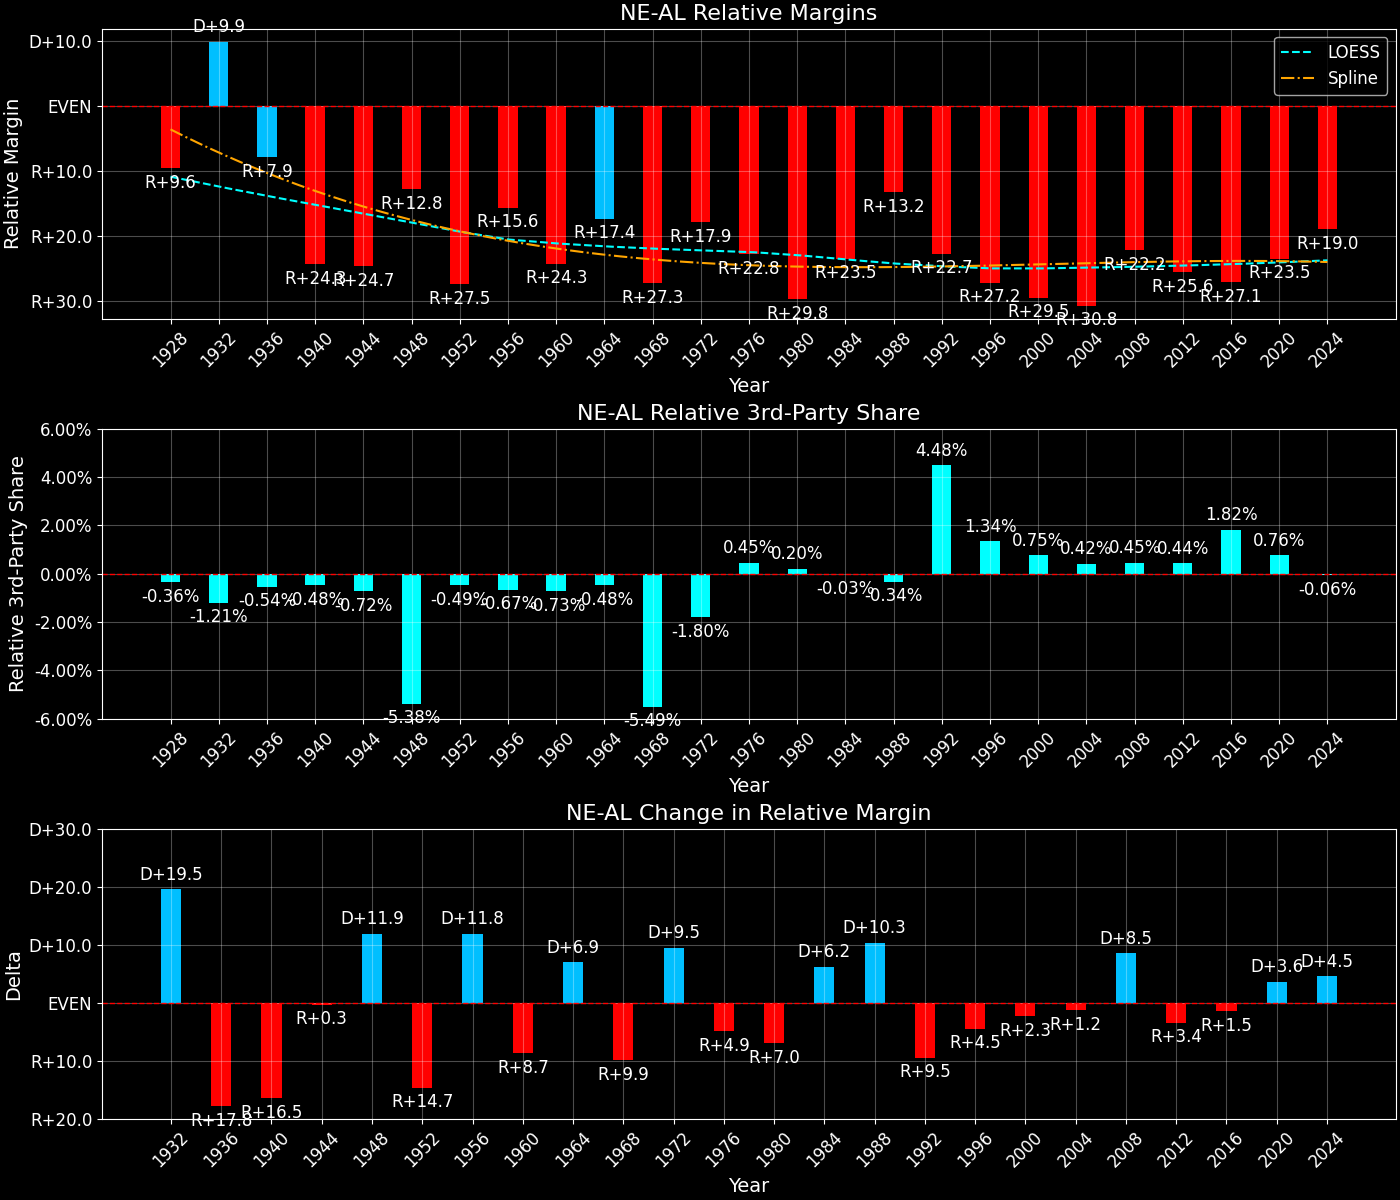 NE-AL Relative Margins
Relative Margin
D+10.0
EVEN
R+10.0
R+20.0
R+30.0
LOESS
Spline
R+9.6
D+9.9
R+7.9
R+24.3
R+24.7
R+12.8
R+27.5
R+15.6
R+24.3
R+17.4
R+27.3
R+17.9
R+22.8
R+29.8
R+23.5
R+13.2
R+22.7
R+27.2
R+29.5
R+30.8
R+22.2
R+25.6
R+27.1
R+23.5
R+19.0
1928 1932 1936 1940 1944 1948 1952 1956 1960 1964 1968 1972 1976 1980 1984 1988 1992 1996 2000 2004 2008 2012 2016 2020 2024
Year
NE-AL Relative 3rd-Party Share
Relative 3rd-Party Share
6.00%
4.00%
2.00%
0.00%
-2.00%
-4.00%
-6.00%
-0.36%
-1.21%
-0.54%
-0.48%
-0.72%
-5.38%
-0.49%
-0.67%
-0.73%
-0.48%
-5.49%
-1.80%
0.45%
0.20%
-0.03%
-0.34%
4.48%
1.34%
0.75%
0.42%
0.45%
0.44%
1.82%
0.76%
-0.06%
1928 1932 1936 1940 1944 1948 1952 1956 1960 1964 1968 1972 1976 1980 1984 1988 1992 1996 2000 2004 2008 2012 2016 2020 2024
Year
NE-AL Change in Relative Margin
Delta
D+30.0
D+20.0
D+10.0
EVEN
R+10.0
R+20.0
D+19.5
R+17.8
R+16.5
R+0.3
D+11.9
R+14.7
D+11.8
R+8.7
D+6.9
R+9.9
D+9.5
R+4.9
R+7.0
D+6.2
D+10.3
R+9.5
R+4.5
R+2.3
R+1.2
D+8.5
R+3.4
R+1.5
D+3.6
D+4.5
1932 1936 1940 1944 1948 1952 1956 1960 1964 1968 1972 1976 1980 1984 1988 1992 1996 2000 2004 2008 2012 2016 2020 2024
Year